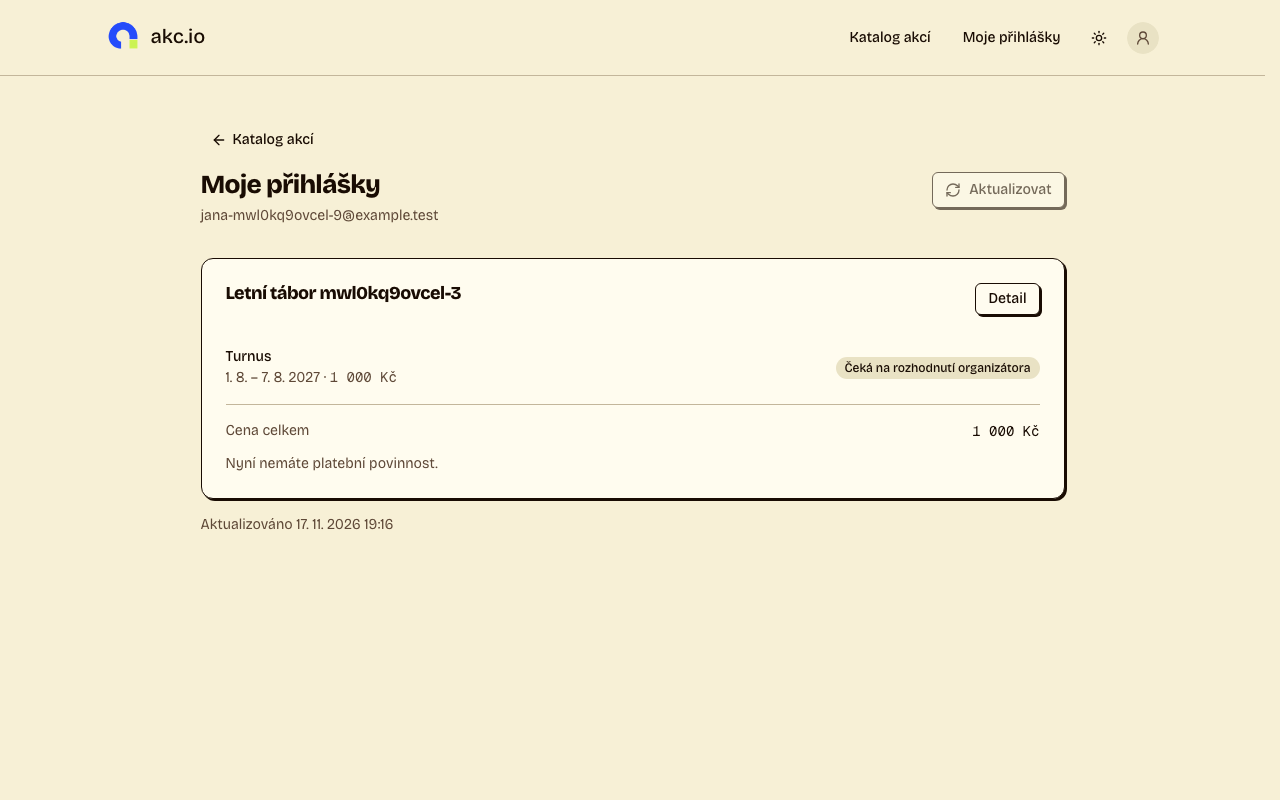 akc.io
Katalog akcí
Moje přihlášky
Katalog akcí
Moje přihlášky
Aktualizovat
jana-mwl0kq9ovcel-9@example.test
Letní tábor mwl0kq9ovcel-3
Detail
Turnus
1. 8. – 7. 8. 2027 · 1 000 Kč
Čeká na rozhodnutí organizátora
Cena celkem
1 000 Kč
Nyní nemáte platební povinnost.
Aktualizováno 17. 11. 2026 19:16